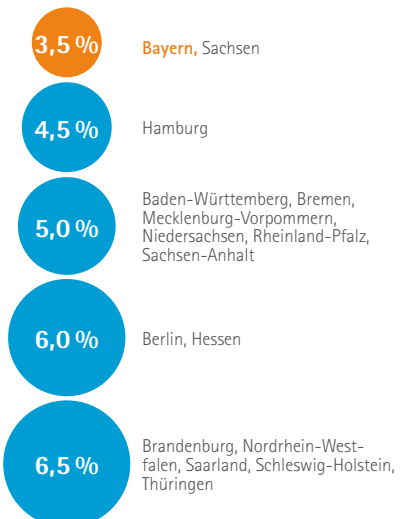 3,5 %
Bayern, Sachsen
4,5 %
Hamburg
5,0 %
Baden-Württemberg, Bremen,
Mecklenburg-Vorpommern,
Niedersachsen, Rheinland-Pfalz,
Sachsen-Anhalt
6,0 %
Berlin, Hessen
6,5 %
Brandenburg, Nordrhein-West-
falen, Saarland, Schleswig-Holstein,
Thüringen